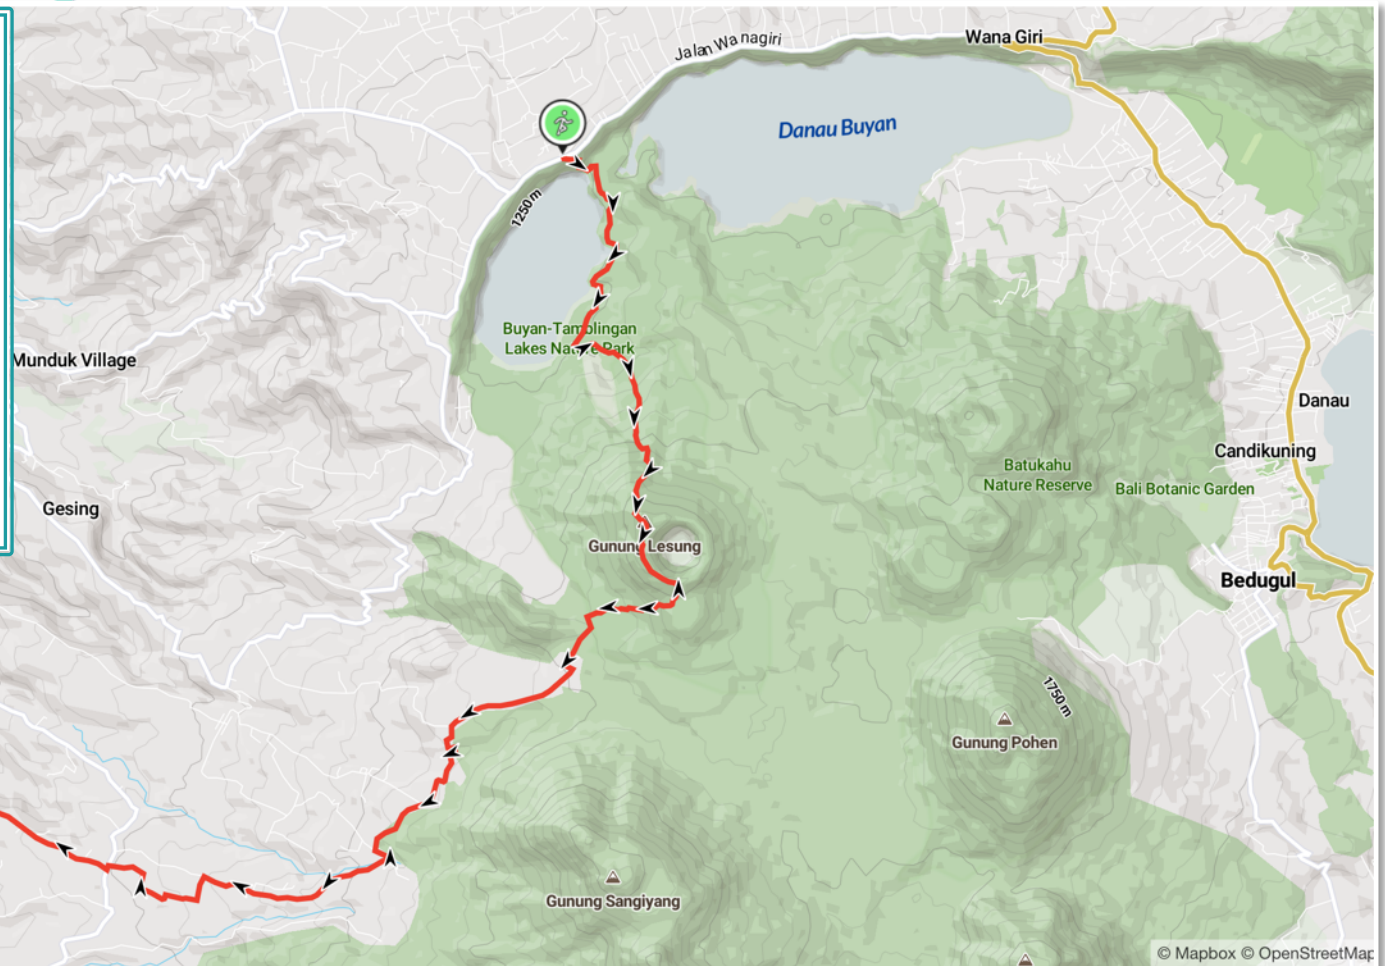 Wana Giri
Jalan Wanagiri
Danau Buyan
1250 m
Buyan-Tamblingan
Lakes Nature Park
Munduk Village
Danau
Candikuning
Batukahu
Nature Reserve
Bali Botanic Garden
Gesing
Gunung Lesung
Bedugul
1750 m
Gunung Pohen
Gunung Sangiyang
© Mapbox © OpenStreetMap